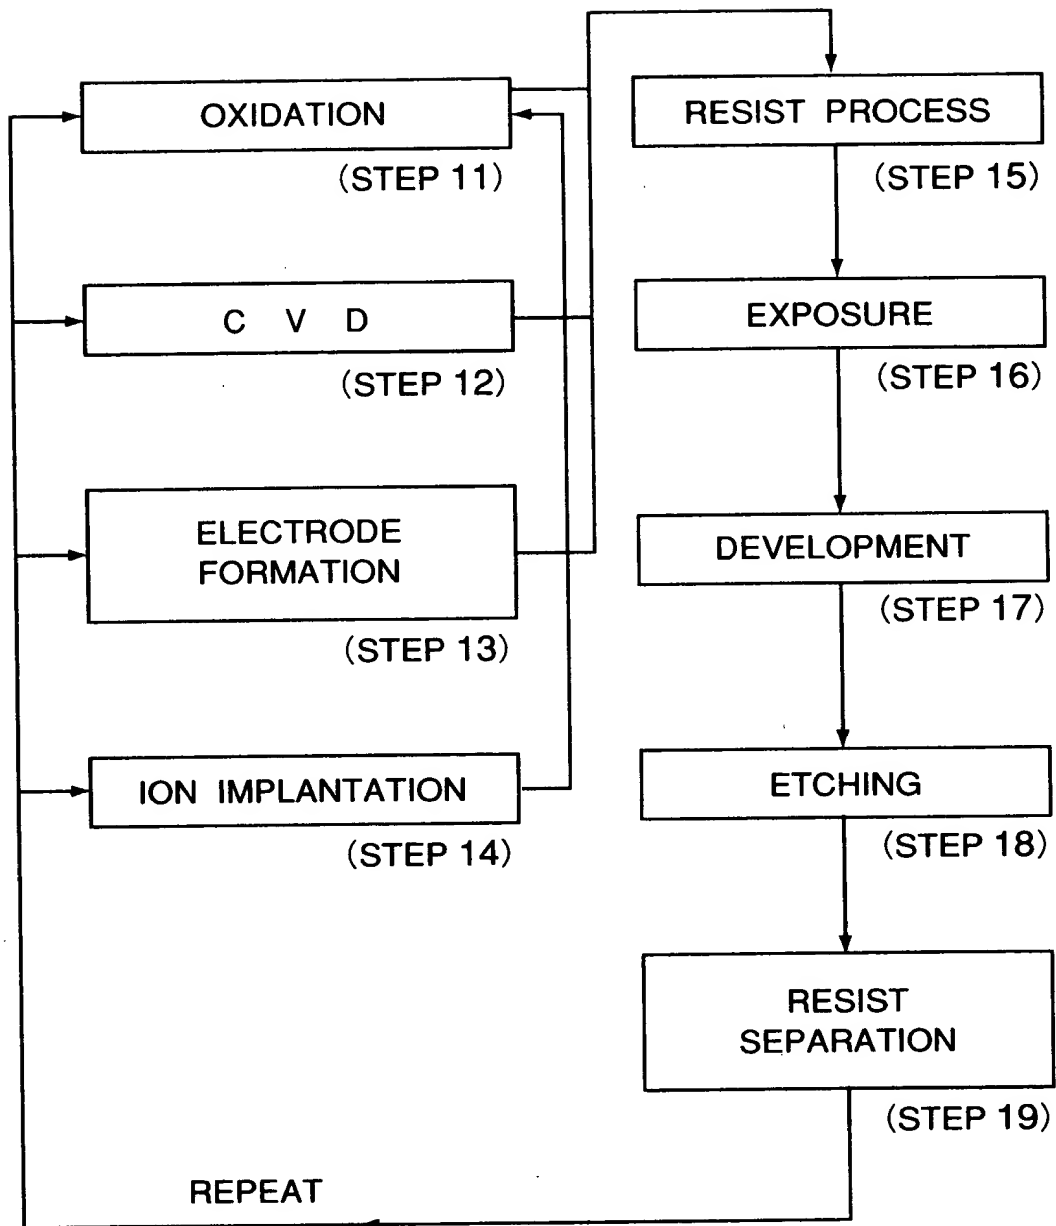 OXIDATION
(STEP 11)
C V D
(STEP 12)
ELECTRODE
FORMATION
(STEP 13)
ION IMPLANTATION
(STEP 14)
RESIST PROCESS
(STEP 15)
EXPOSURE
(STEP 16)
DEVELOPMENT
(STEP 17)
ETCHING
(STEP 18)
RESIST
SEPARATION
(STEP 19)
REPEAT